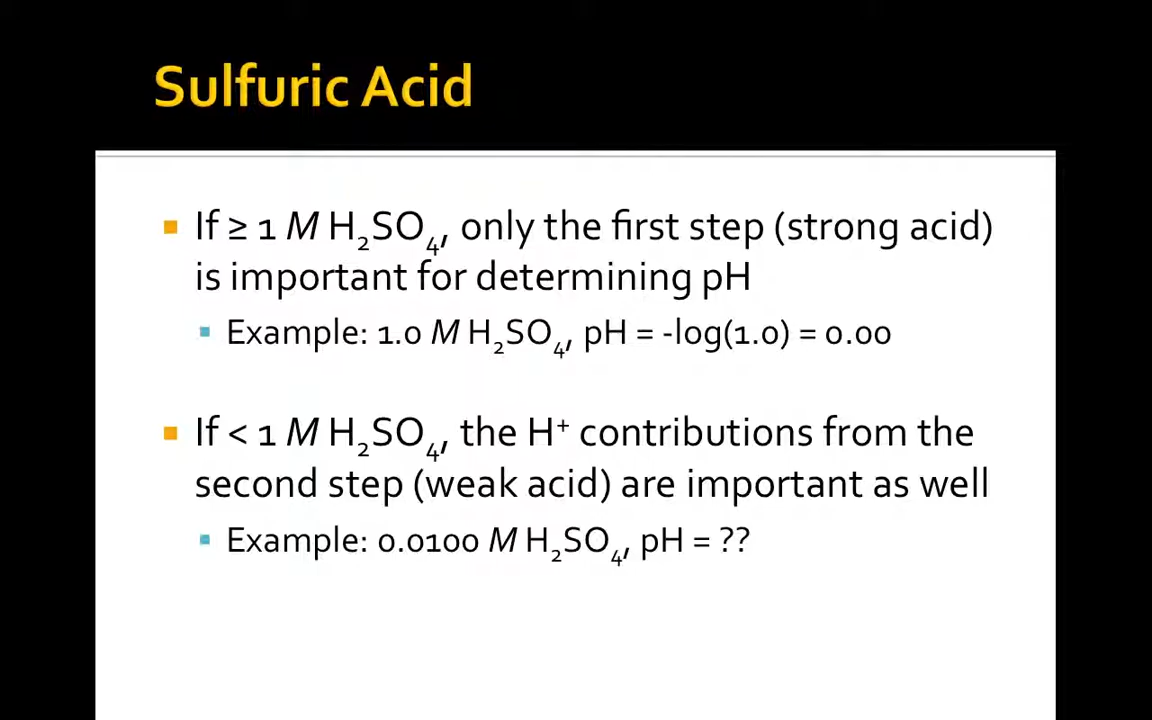 Sulfuric Acid
If ≥ 1 M H₂SO₄, only the first step (strong acid)
is important for determining pH
Example: 1.0 M H₂SO₄, pH = -log(1.0) = 0.00
If < 1 M H₂SO₄, the H⁺ contributions from the
second step (weak acid) are important as well
Example: 0.0100 M H₂SO₄, pH = ??